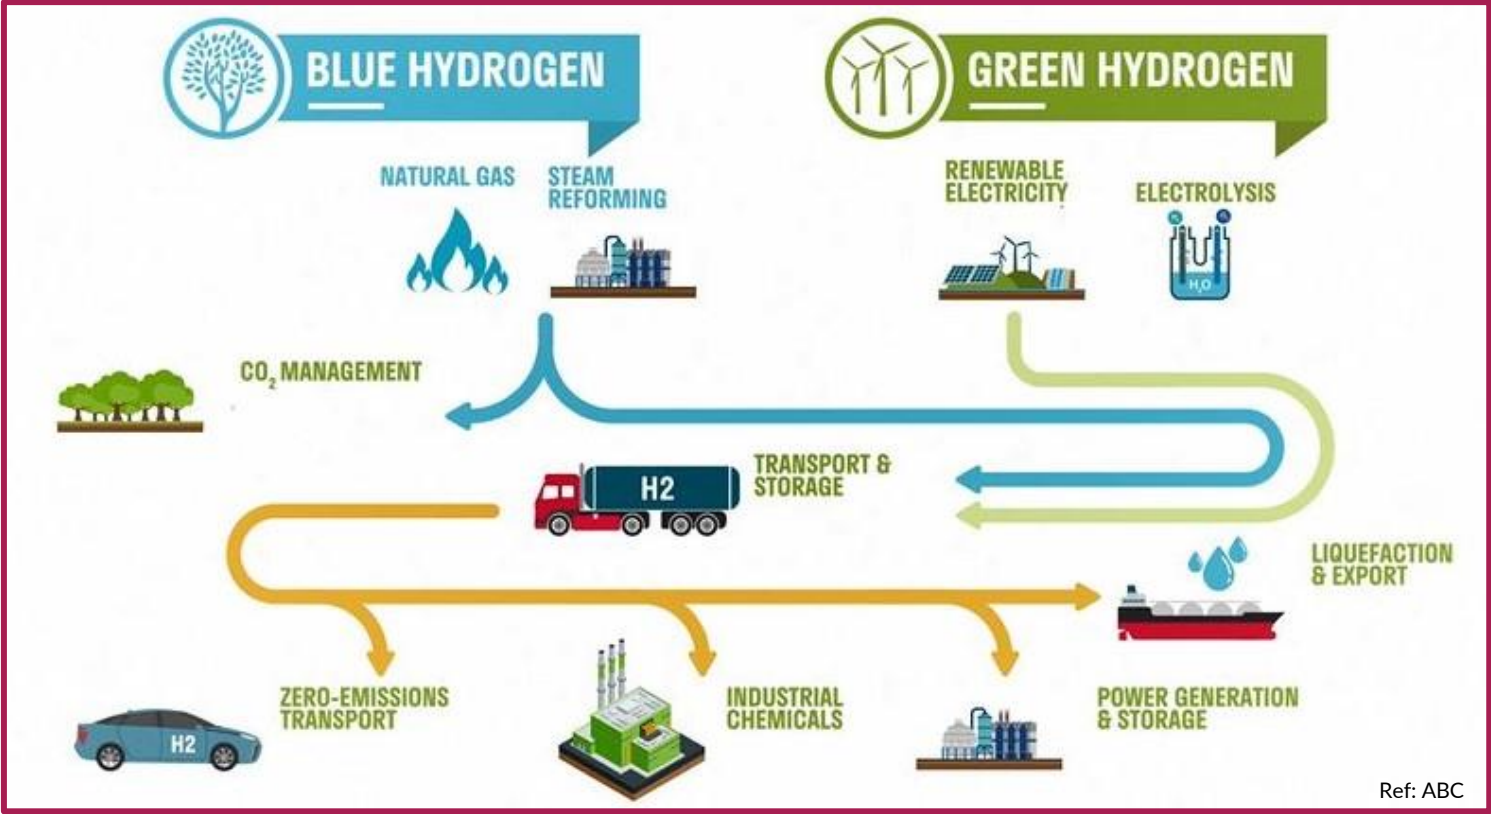 BLUE HYDROGEN
GREEN HYDROGEN
NATURAL GAS
STEAM
REFORMING
RENEWABLE
ELECTRICITY
ELECTROLYSIS
H₂O
CO₂ MANAGEMENT
H2
TRANSPORT &
STORAGE
LIQUEFACTION
& EXPORT
ZERO-EMISSIONS
TRANSPORT
H2
INDUSTRIAL
CHEMICALS
POWER GENERATION
& STORAGE
Ref: ABC